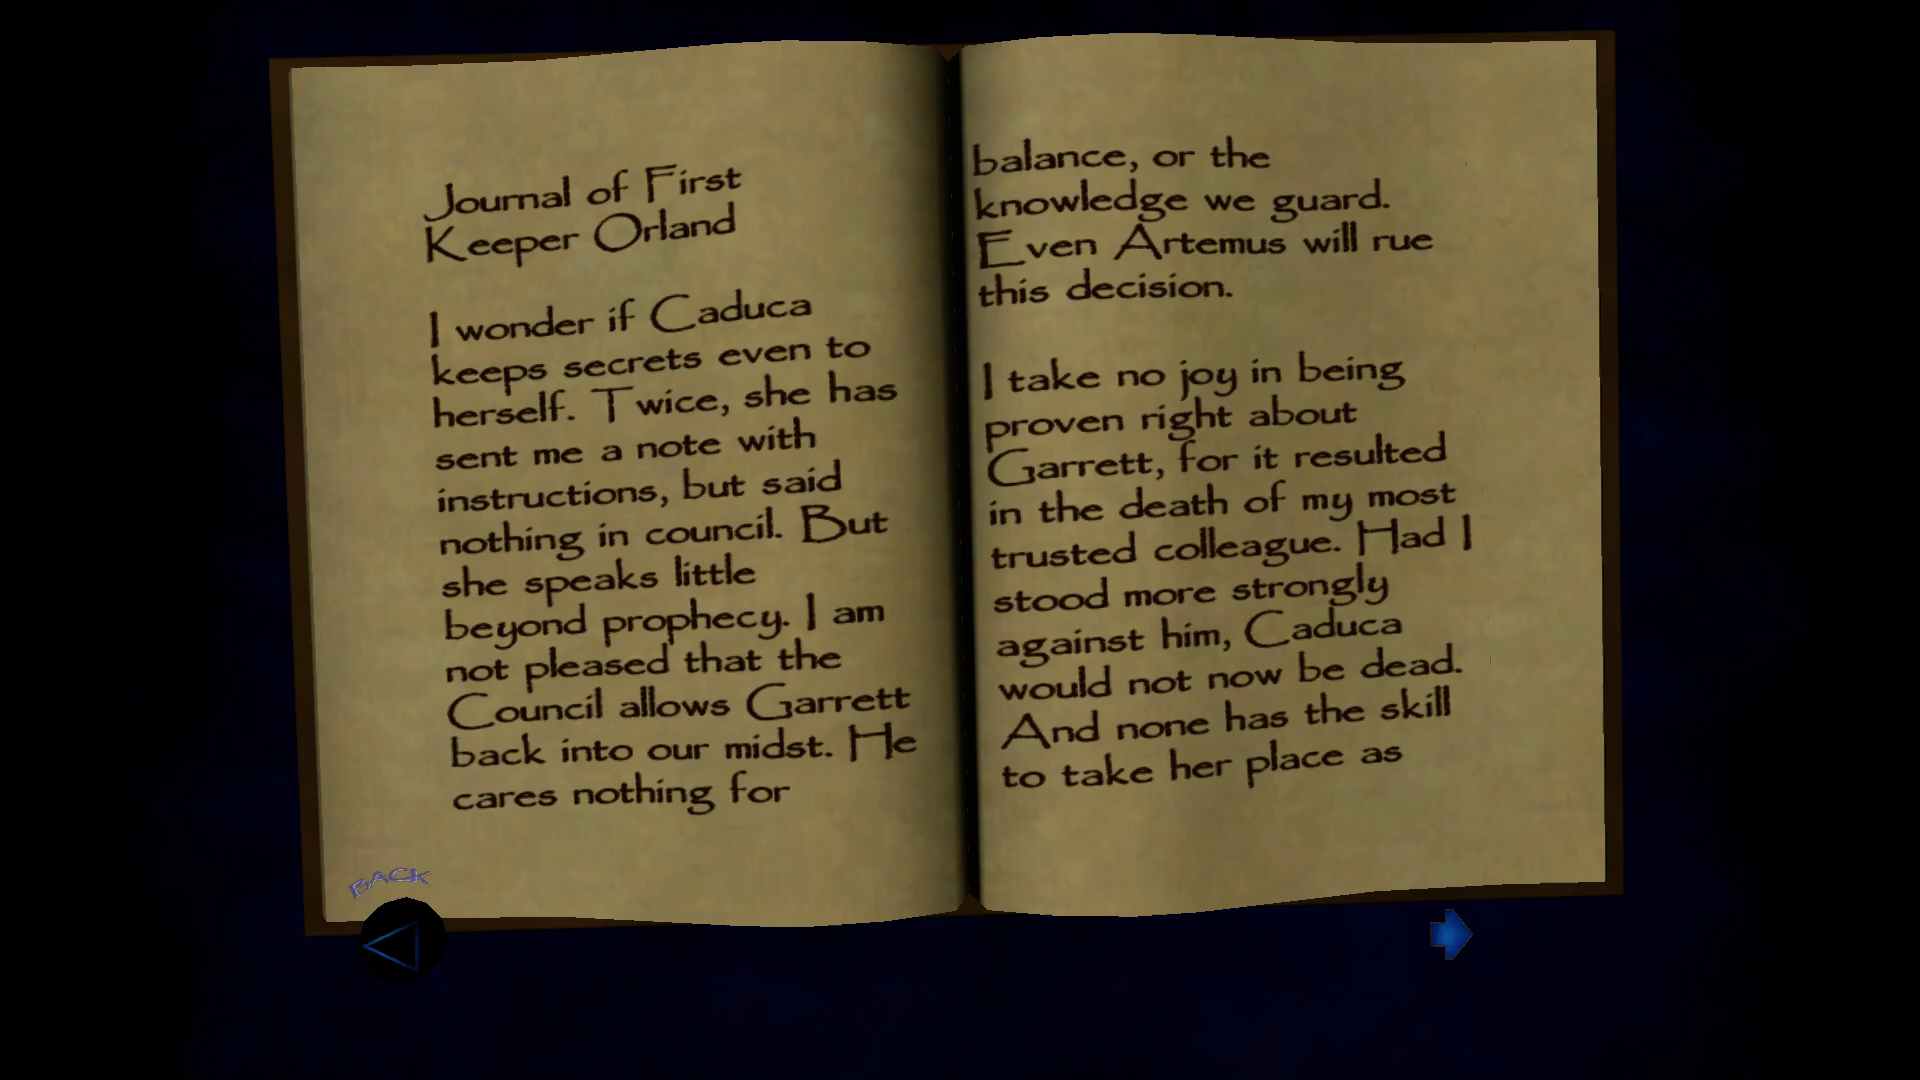 Journal of First
Keeper Orland
I wonder if Caduca
keeps secrets even to
herself. Twice, she has
sent me a note with
instructions, but said
nothing in council. But
she speaks little
beyond prophecy. I am
not pleased that the
Council allows Garrett
back into our midst. He
cares nothing for
balance, or the
knowledge we guard.
Even Artemus will rue
this decision.
I take no joy in being
proven right about
Garrett, for it resulted
in the death of my most
trusted colleague. Had I
stood more strongly
against him, Caduca
would not now be dead.
And none has the skill
to take her place as
BACK